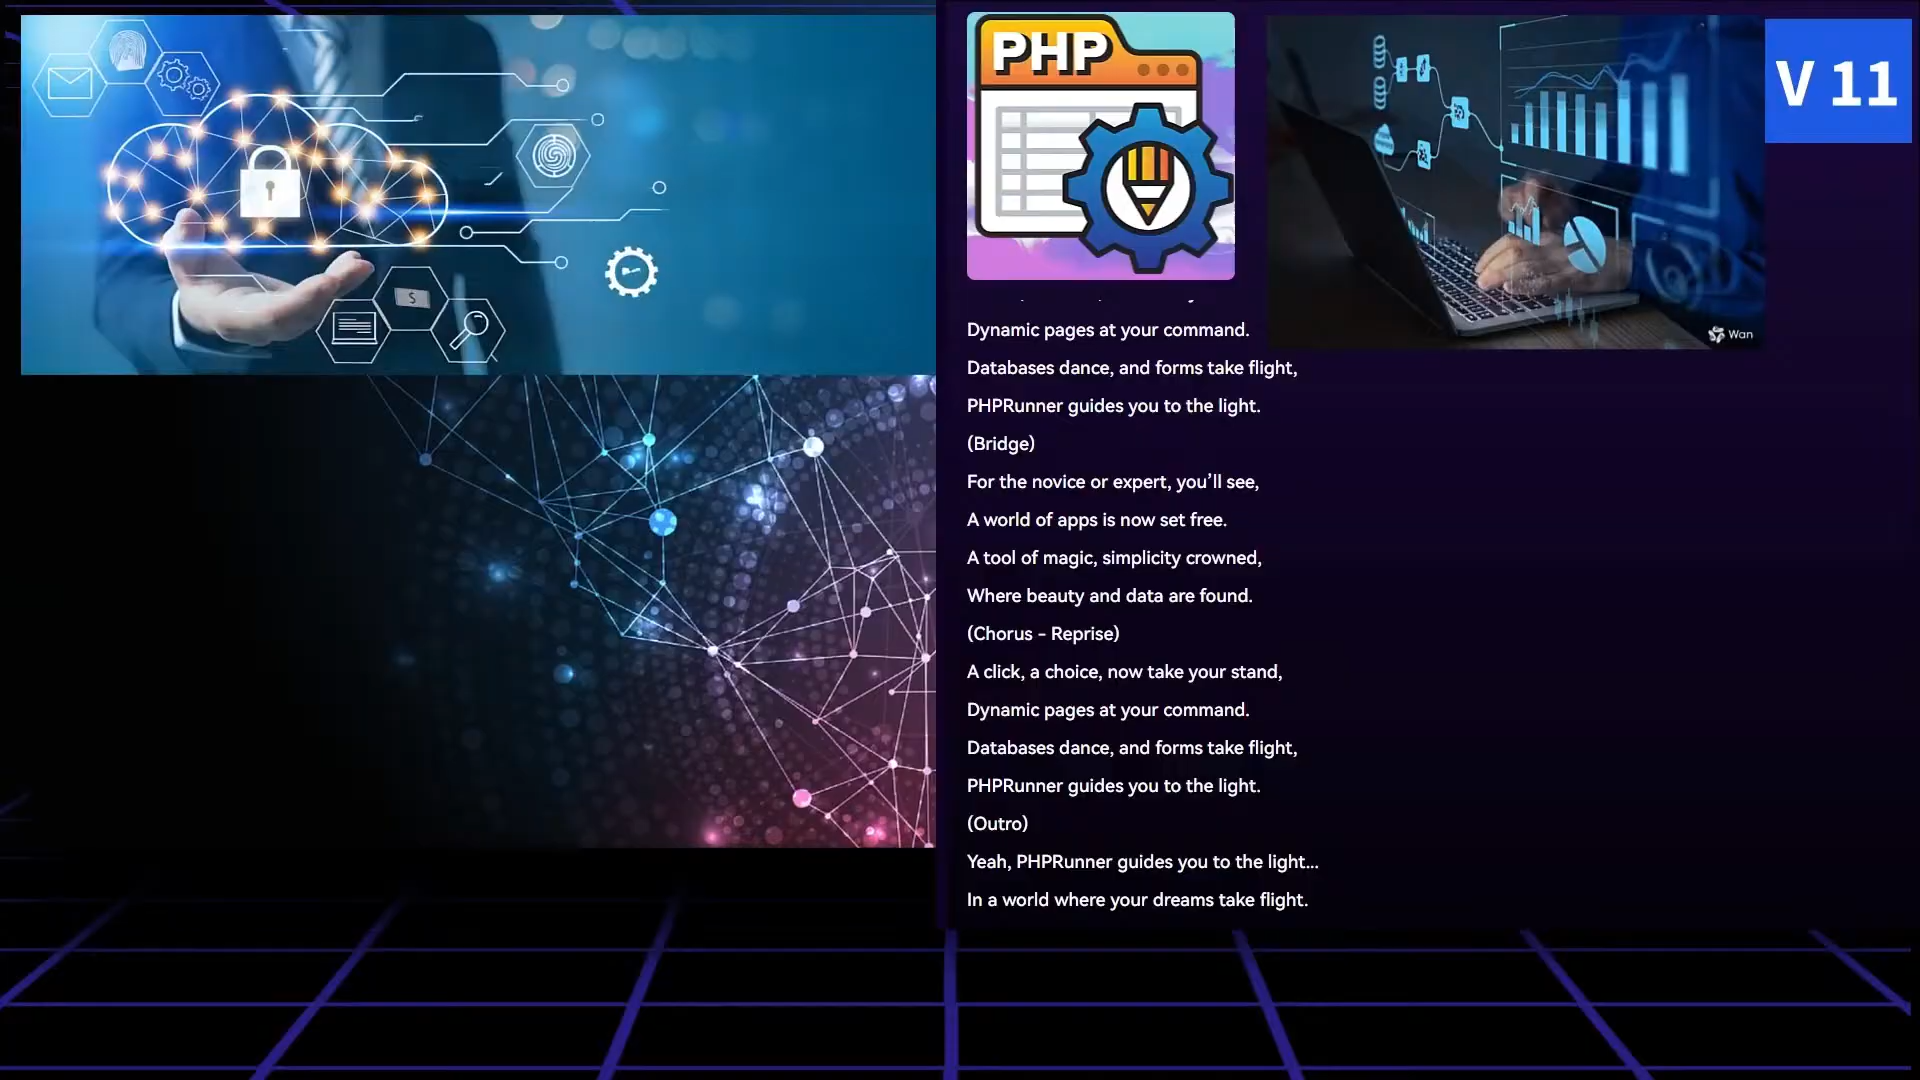 PHP
V 11
$
Wan
Dynamic pages at your command.
Databases dance, and forms take flight,
PHPRunner guides you to the light.
(Bridge)
For the novice or expert, you’ll see,
A world of apps is now set free.
A tool of magic, simplicity crowned,
Where beauty and data are found.
(Chorus - Reprise)
A click, a choice, now take your stand,
Dynamic pages at your command.
Databases dance, and forms take flight,
PHPRunner guides you to the light.
(Outro)
Yeah, PHPRunner guides you to the light...
In a world where your dreams take flight.